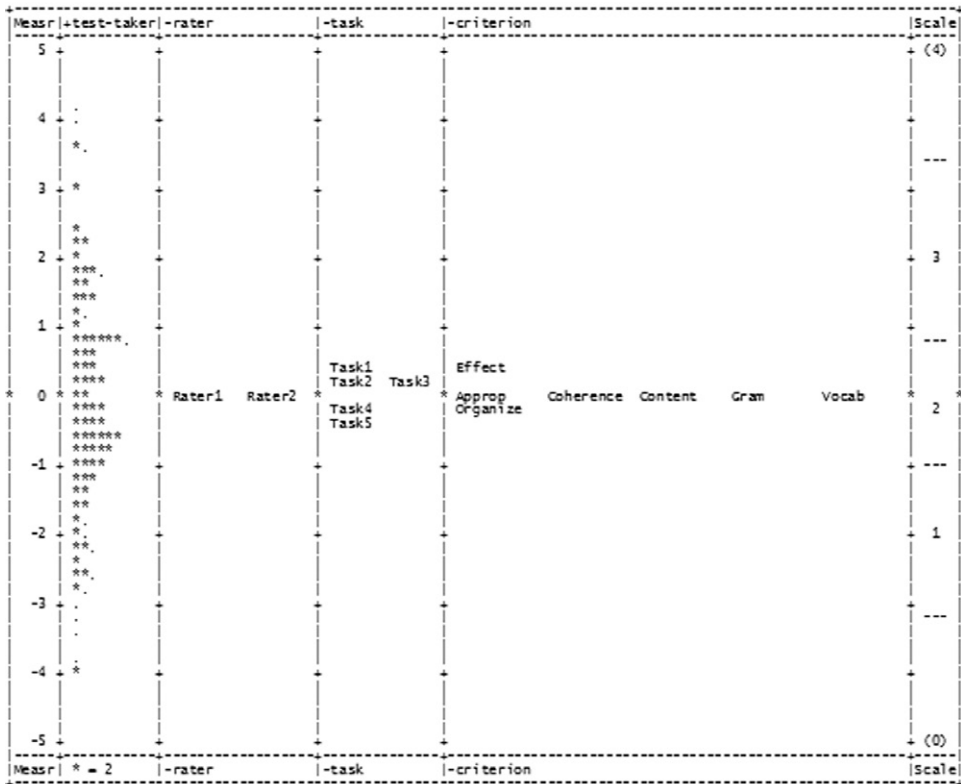 Measr|+test-taker|-rater |-task |-criterion |Scale
5 + + + + + (4)
.
4 + . + + + +
*.
---
3 + * + + + +
*
**
2 + * + + + + 3
***.
**
***
*.
1 + * + + + +
******. ---
***
*** Task1 Effect
**** Task2 Task3
* 0 * ** * Rater1 Rater2 * * Approp Coherence Content Gram Vocab * *
**** Task4 Organize 2
**** Task5
******
*****
-1 + **** + + + + ---
***
**
**
*.
-2 + *. + + + + 1
**.
*
**.
*.
-3 + . + + + +
. ---
.
.
-4 + * + + + +
-5 + + + + + (0)
Measr| * = 2 |-rater |-task |-criterion |Scale